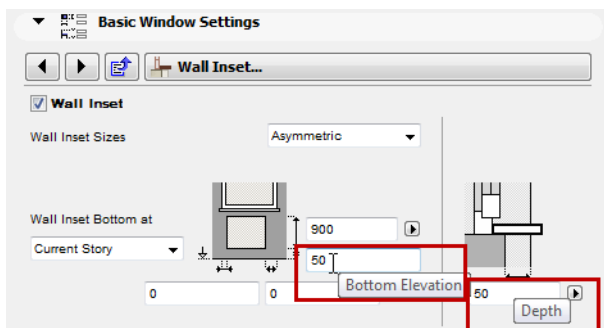 Basic Window Settings
Wall Inset...
Wall Inset
Wall Inset Sizes
Asymmetric
Wall Inset Bottom at
900
Current Story
50
Bottom Elevation
0
0
50
Depth